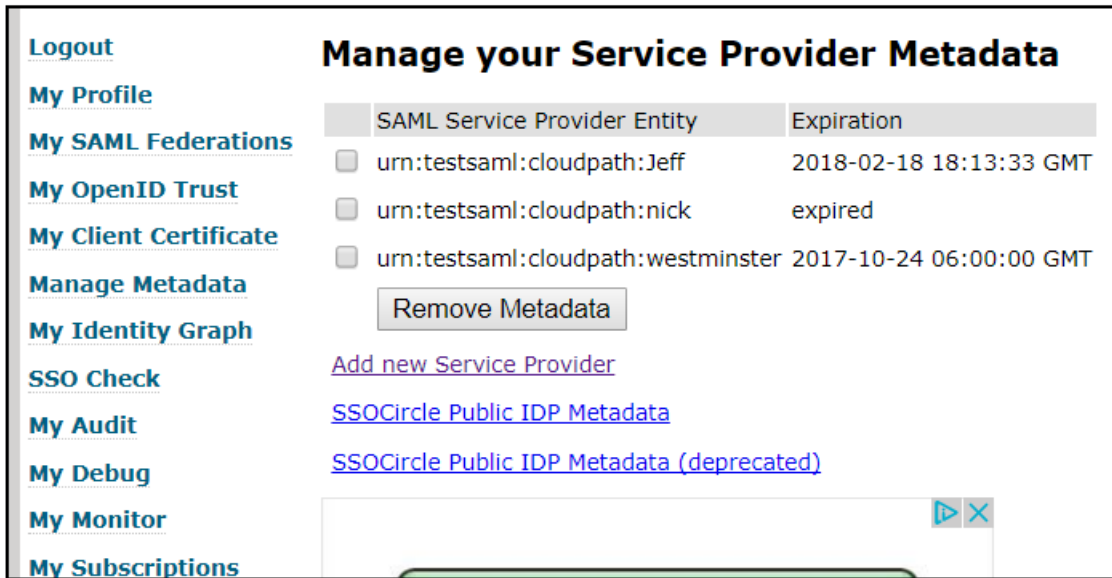 Logout
My Profile
My SAML Federations
My OpenID Trust
My Client Certificate
Manage Metadata
My Identity Graph
SSO Check
My Audit
My Debug
My Monitor
My Subscriptions
Manage your Service Provider Metadata
SAML Service Provider Entity Expiration
urn:testsaml:cloudpath:Jeff 2018-02-18 18:13:33 GMT
urn:testsaml:cloudpath:nick expired
urn:testsaml:cloudpath:westminster 2017-10-24 06:00:00 GMT
Remove Metadata
Add new Service Provider
SSOCircle Public IDP Metadata
SSOCircle Public IDP Metadata (deprecated)